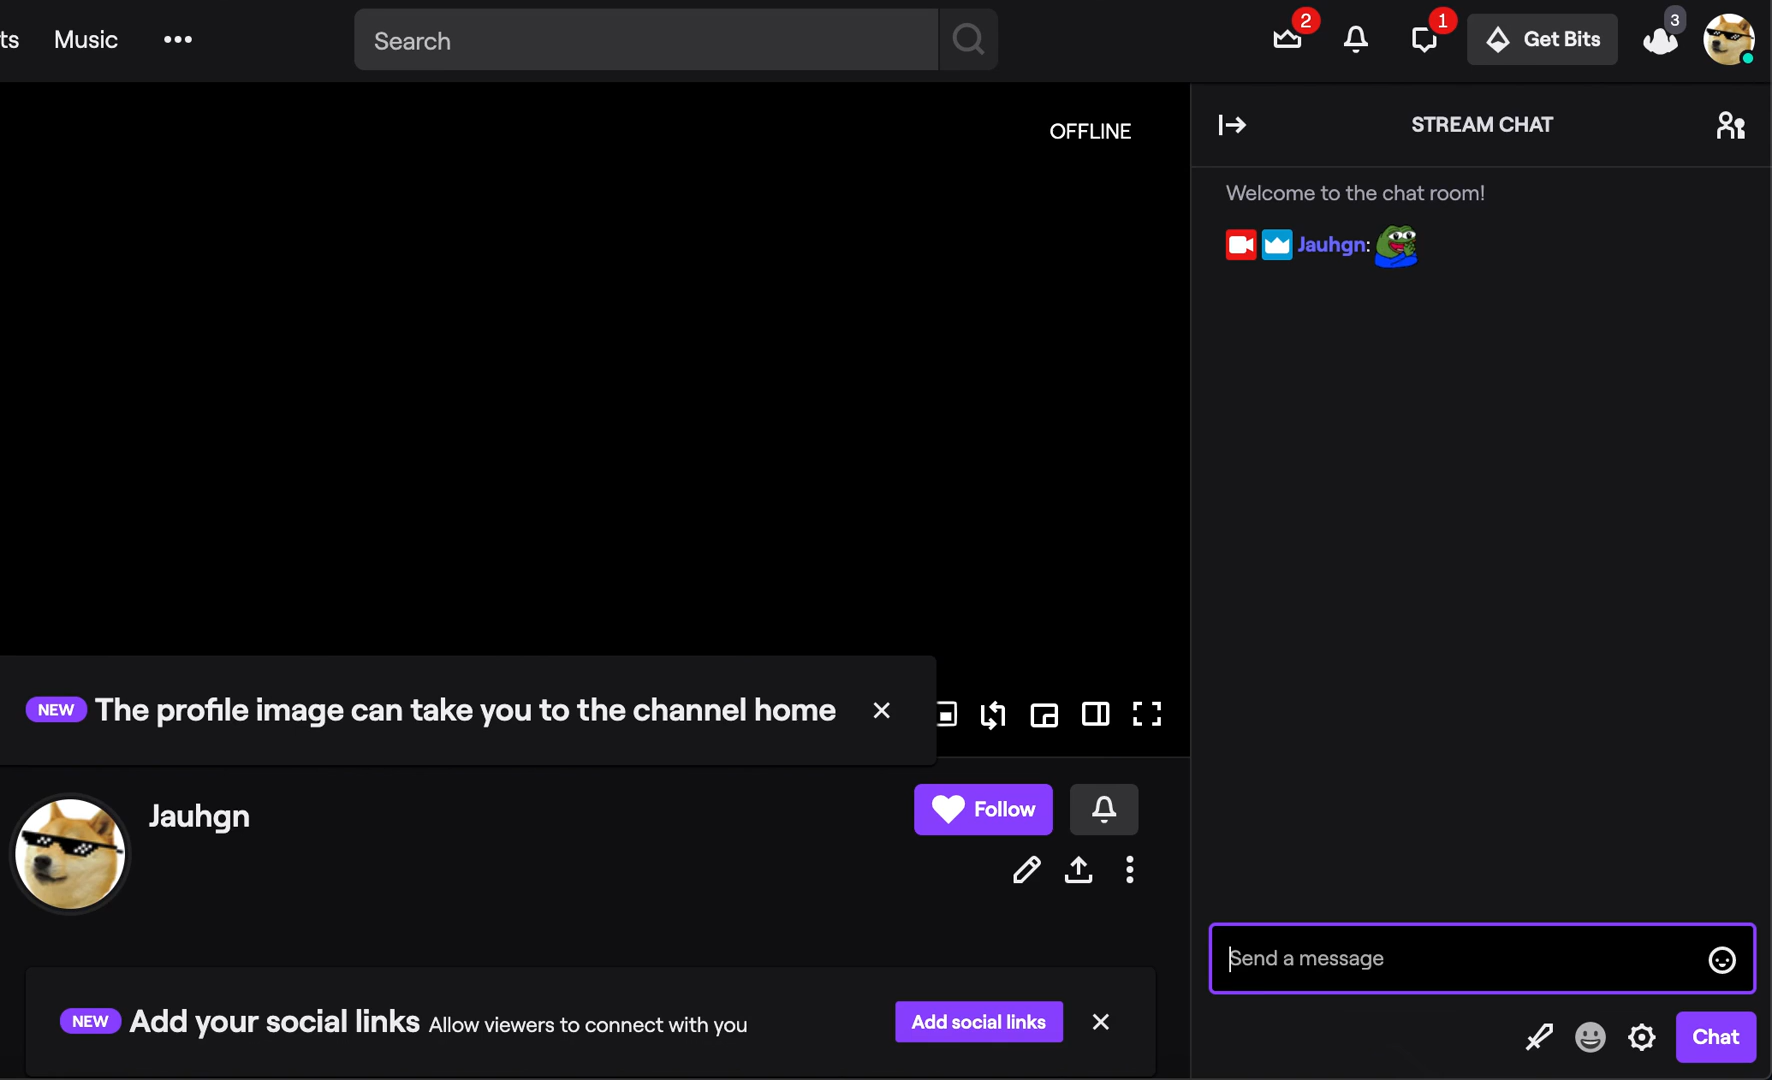 ts Music
Search
2
1
Get Bits
3
OFFLINE
STREAM CHAT
Welcome to the chat room!
Jauhgn:
NEW The profile image can take you to the channel home
Jauhgn
Follow
NEW Add your social links Allow viewers to connect with you
Add social links
Send a message
Chat